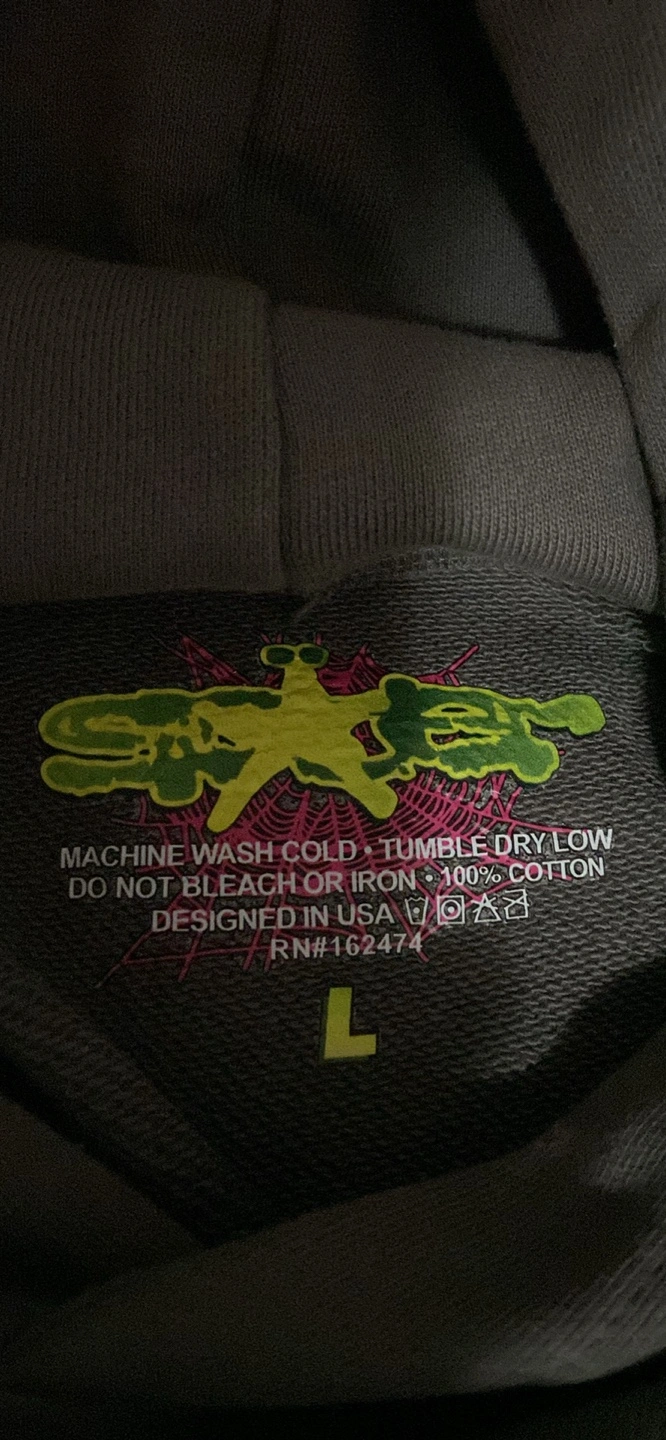 MACHINE WASH COLD • TUMBLE DRY LOW
DO NOT BLEACH OR IRON • 100% COTTON
DESIGNED IN USA
RN#162474
L